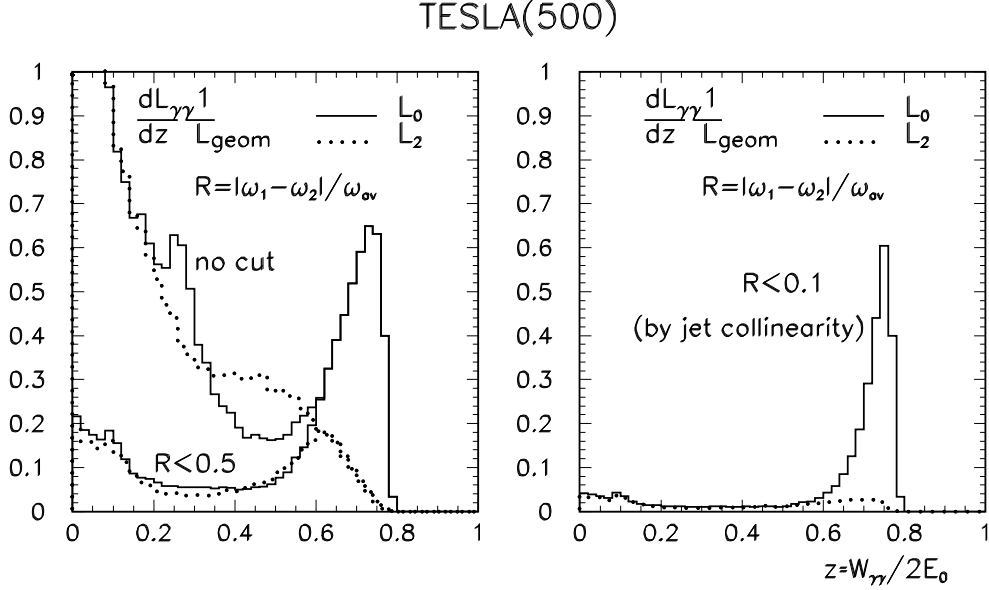 TESLA(500)
1
0.9
0.8
0.7
0.6
0.5
0.4
0.3
0.2
0.1
0
0 0.2 0.4 0.6 0.8 1
dLγγ 1
dz Lgeom
L0
L2
R=|ω1−ω2|/ωav
no cut
R<0.5
1
0.9
0.8
0.7
0.6
0.5
0.4
0.3
0.2
0.1
0
0 0.2 0.4 0.6 0.8 1
dLγγ 1
dz Lgeom
L0
L2
R=|ω1−ω2|/ωav
R<0.1
(by jet collinearity)
z=Wγγ/2E0